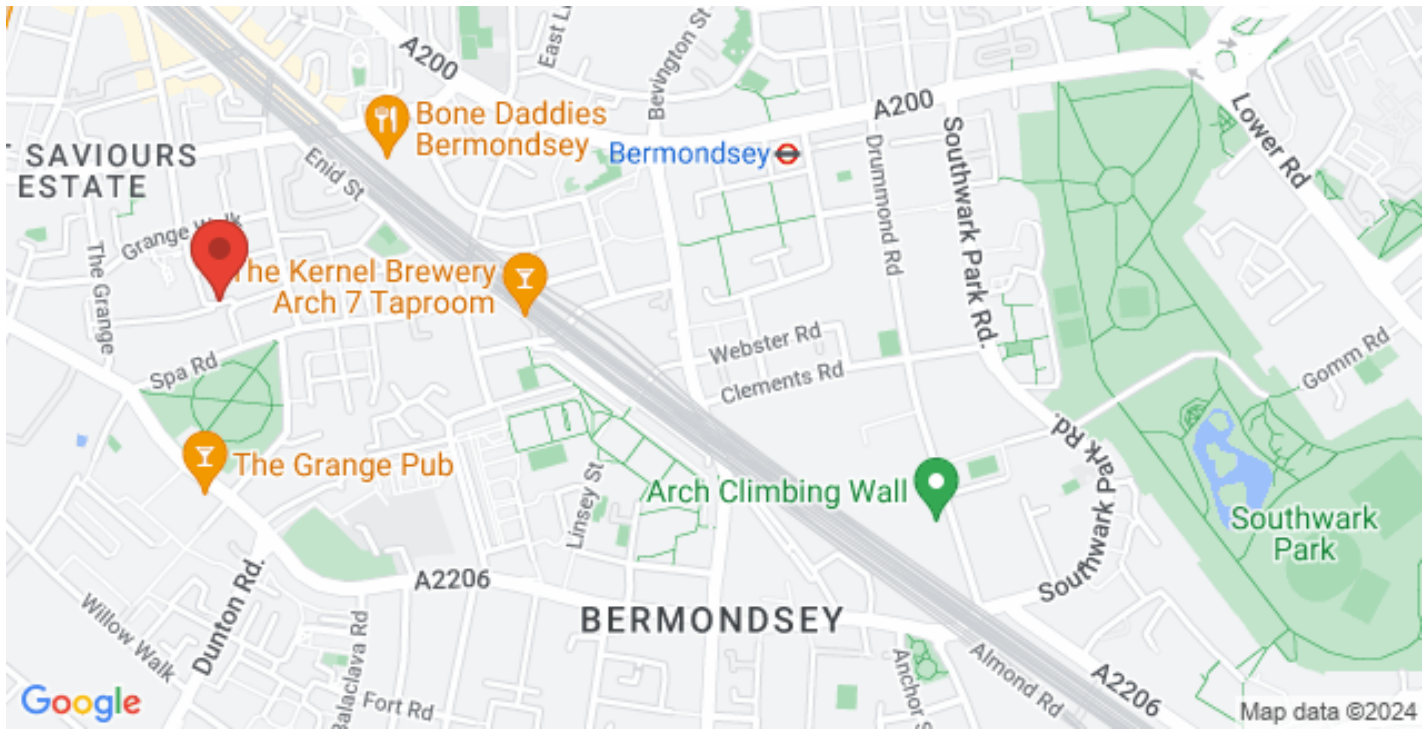 A200
East Li
Bevington St
Bone Daddies
Bermondsey
A200
Lower Rd
Enid St
Bermondsey
Drummond Rd
Southwark Park Rd.
SAVIOURS
ESTATE
Grange Walk
The Grange
The Kernel Brewery
Arch 7 Taproom
Webster Rd
Clements Rd
Gomm Rd
Spa Rd
Southwark Park Rd.
The Grange Pub
Linsey St
Arch Climbing Wall
Southwark
Park
A2206
BERMONDSEY
Willow Walk
Dunton Rd.
Balaclava Rd
Fort Rd
Anchor S
Almond Rd
A2206
Google
Map data ©2024